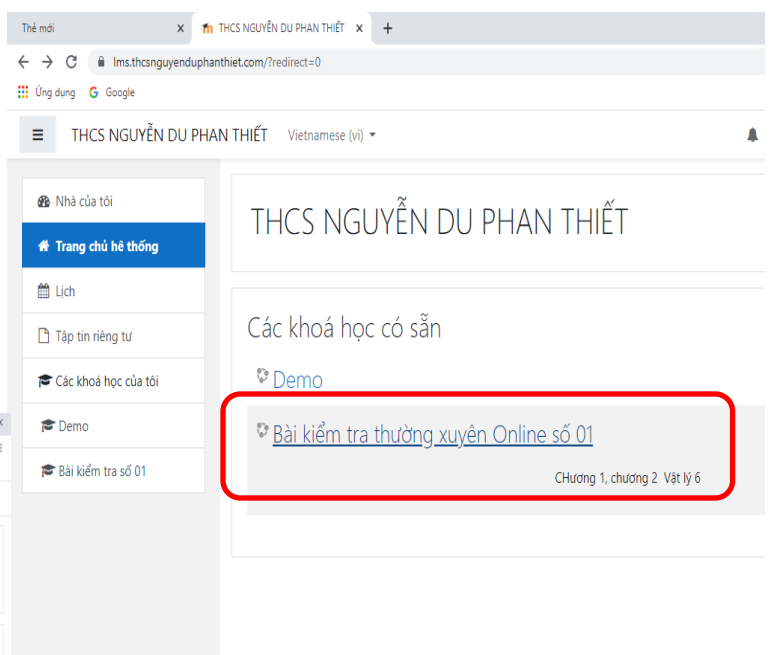 Thẻ mới x THCS NGUYỄN DU PHAN THIẾT x +
lms.thcsnguyenduphanthiet.com/?redirect=0
Ứng dụng G Google
THCS NGUYỄN DU PHAN THIẾT Vietnamese (vi)
Nhà của tôi
Trang chủ hê thống
Lịch
Tập tin riêng tư
Các khoá học của tôi
Demo
Bài kiểm tra số 01
THCS NGUYỄN DU PHAN THIẾT
Các khoá học có sẵn
Demo
Bài kiểm tra thường xuyên Online số 01
CHương 1, chương 2 Vật lý 6